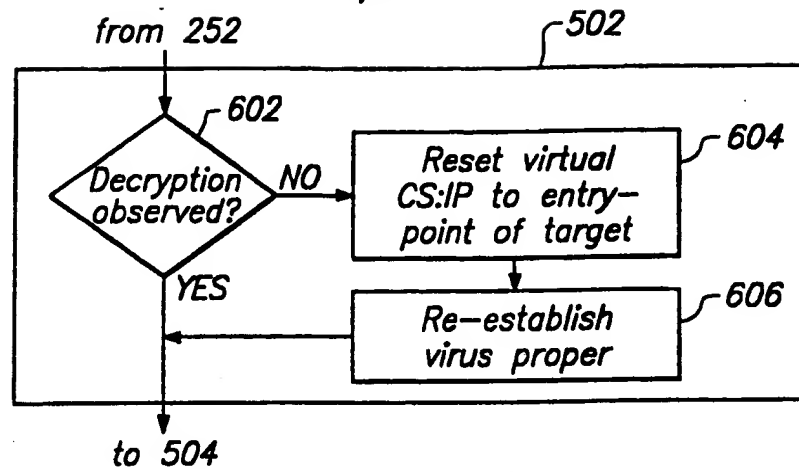 from 252
502
602
604
Decryption
observed?
NO
Reset virtual
CS:IP to entry-
point of target
YES
606
Re-establish
virus proper
to 504